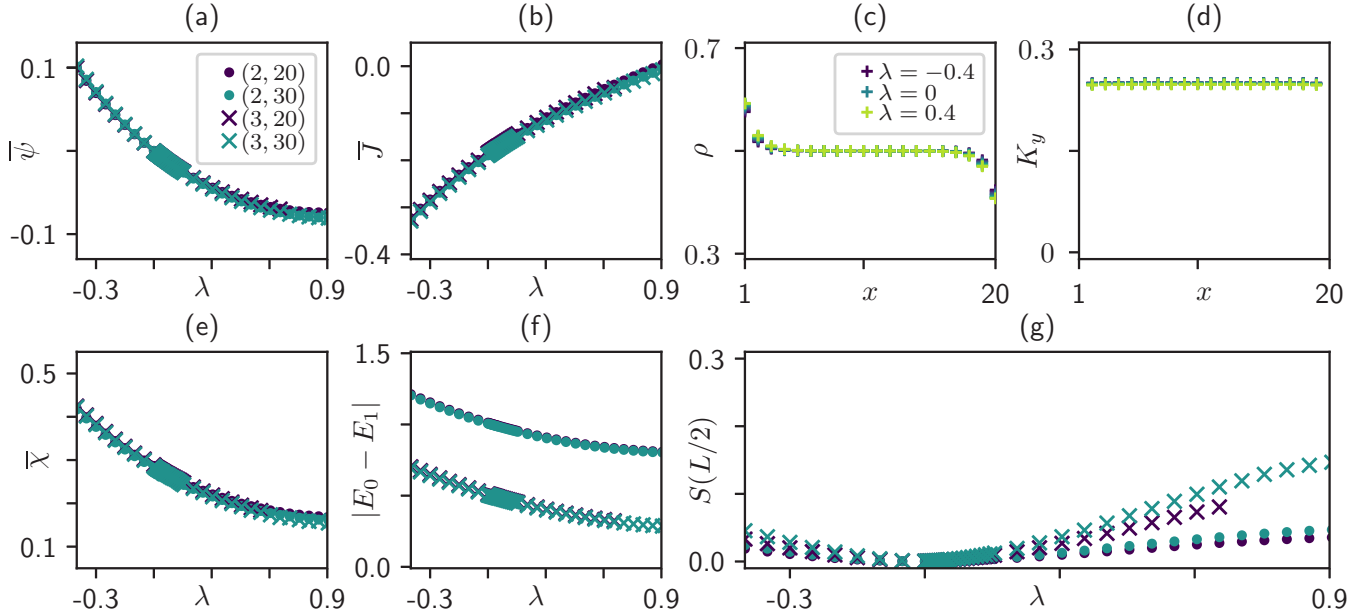 (a)
0.1
-0.1
ψ̅
-0.3
λ
0.9
(2, 20)
(2, 30)
(3, 20)
(3, 30)
(b)
0.0
-0.4
J̅
-0.3
λ
0.9
(c)
0.7
0.3
ρ
1
x
20
λ = −0.4
λ = 0
λ = 0.4
(d)
0.3
0
K_y
1
x
20
(e)
0.5
0.1
χ̅
-0.3
λ
0.9
(f)
1.5
0.0
|E_0 − E_1|
-0.3
λ
0.9
(g)
0.3
0.0
S(L/2)
-0.3
λ
0.9